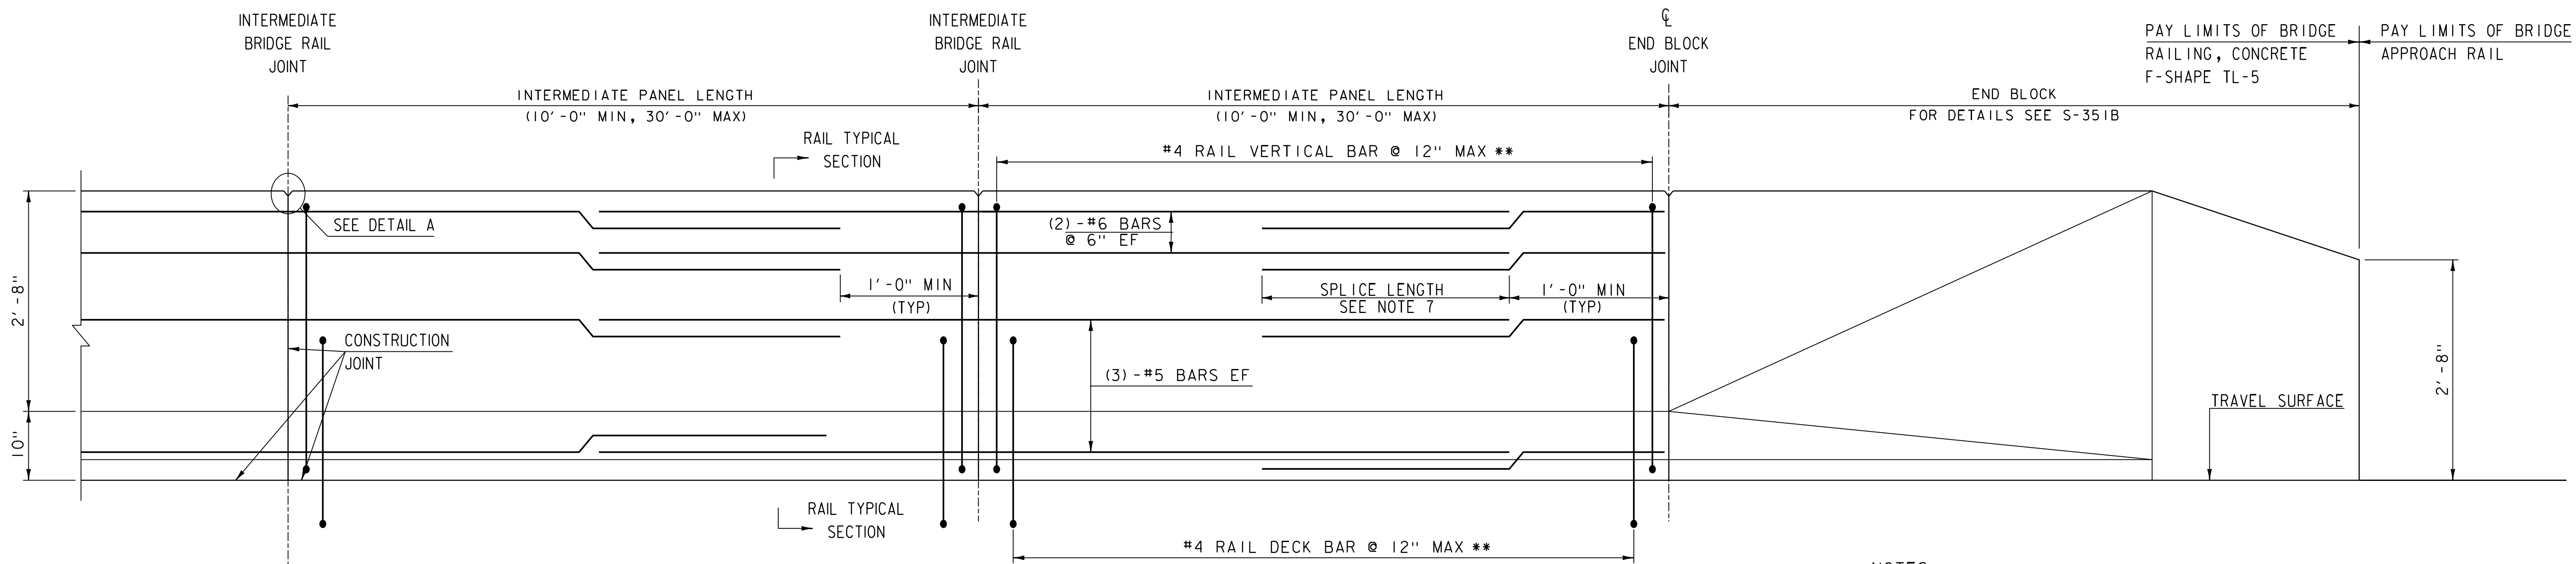 INTERMEDIATE
BRIDGE RAIL
JOINT
INTERMEDIATE
BRIDGE RAIL
JOINT
℄
END BLOCK
JOINT
PAY LIMITS OF BRIDGE
RAILING, CONCRETE
F-SHAPE TL-5
PAY LIMITS OF BRIDGE
APPROACH RAIL
INTERMEDIATE PANEL LENGTH
(10'-0" MIN, 30'-0" MAX)
INTERMEDIATE PANEL LENGTH
(10'-0" MIN, 30'-0" MAX)
END BLOCK
FOR DETAILS SEE S-351B
RAIL TYPICAL
SECTION
#4 RAIL VERTICAL BAR @ 12" MAX **
SEE DETAIL A
(2)-#6 BARS
@ 6" EF
2'-8"
1'-0" MIN
(TYP)
SPLICE LENGTH
SEE NOTE 7
1'-0" MIN
(TYP)
CONSTRUCTION
JOINT
(3)-#5 BARS EF
2'-8"
TRAVEL SURFACE
10"
RAIL TYPICAL
SECTION
#4 RAIL DECK BAR @ 12" MAX **